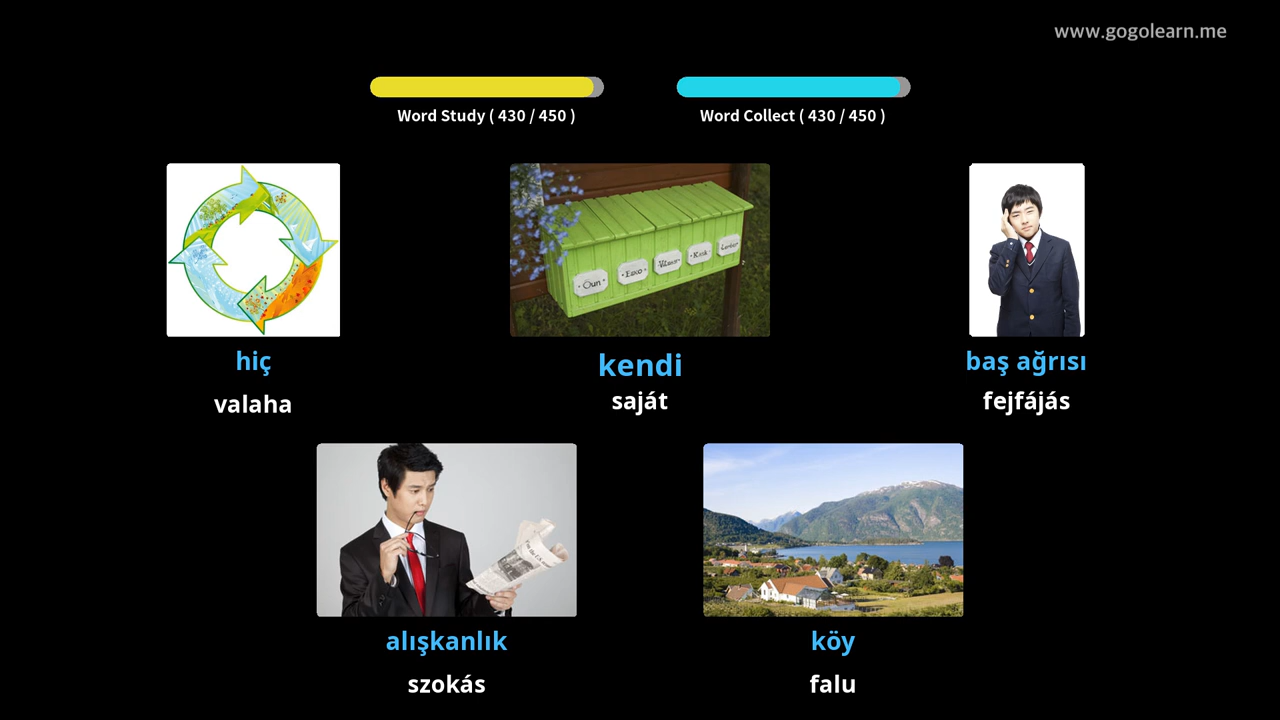 www.gogolearn.me
Word Study ( 430 / 450 )
Word Collect ( 430 / 450 )
hiç
valaha
kendi
saját
baş ağrısı
fejfájás
alışkanlık
szokás
köy
falu